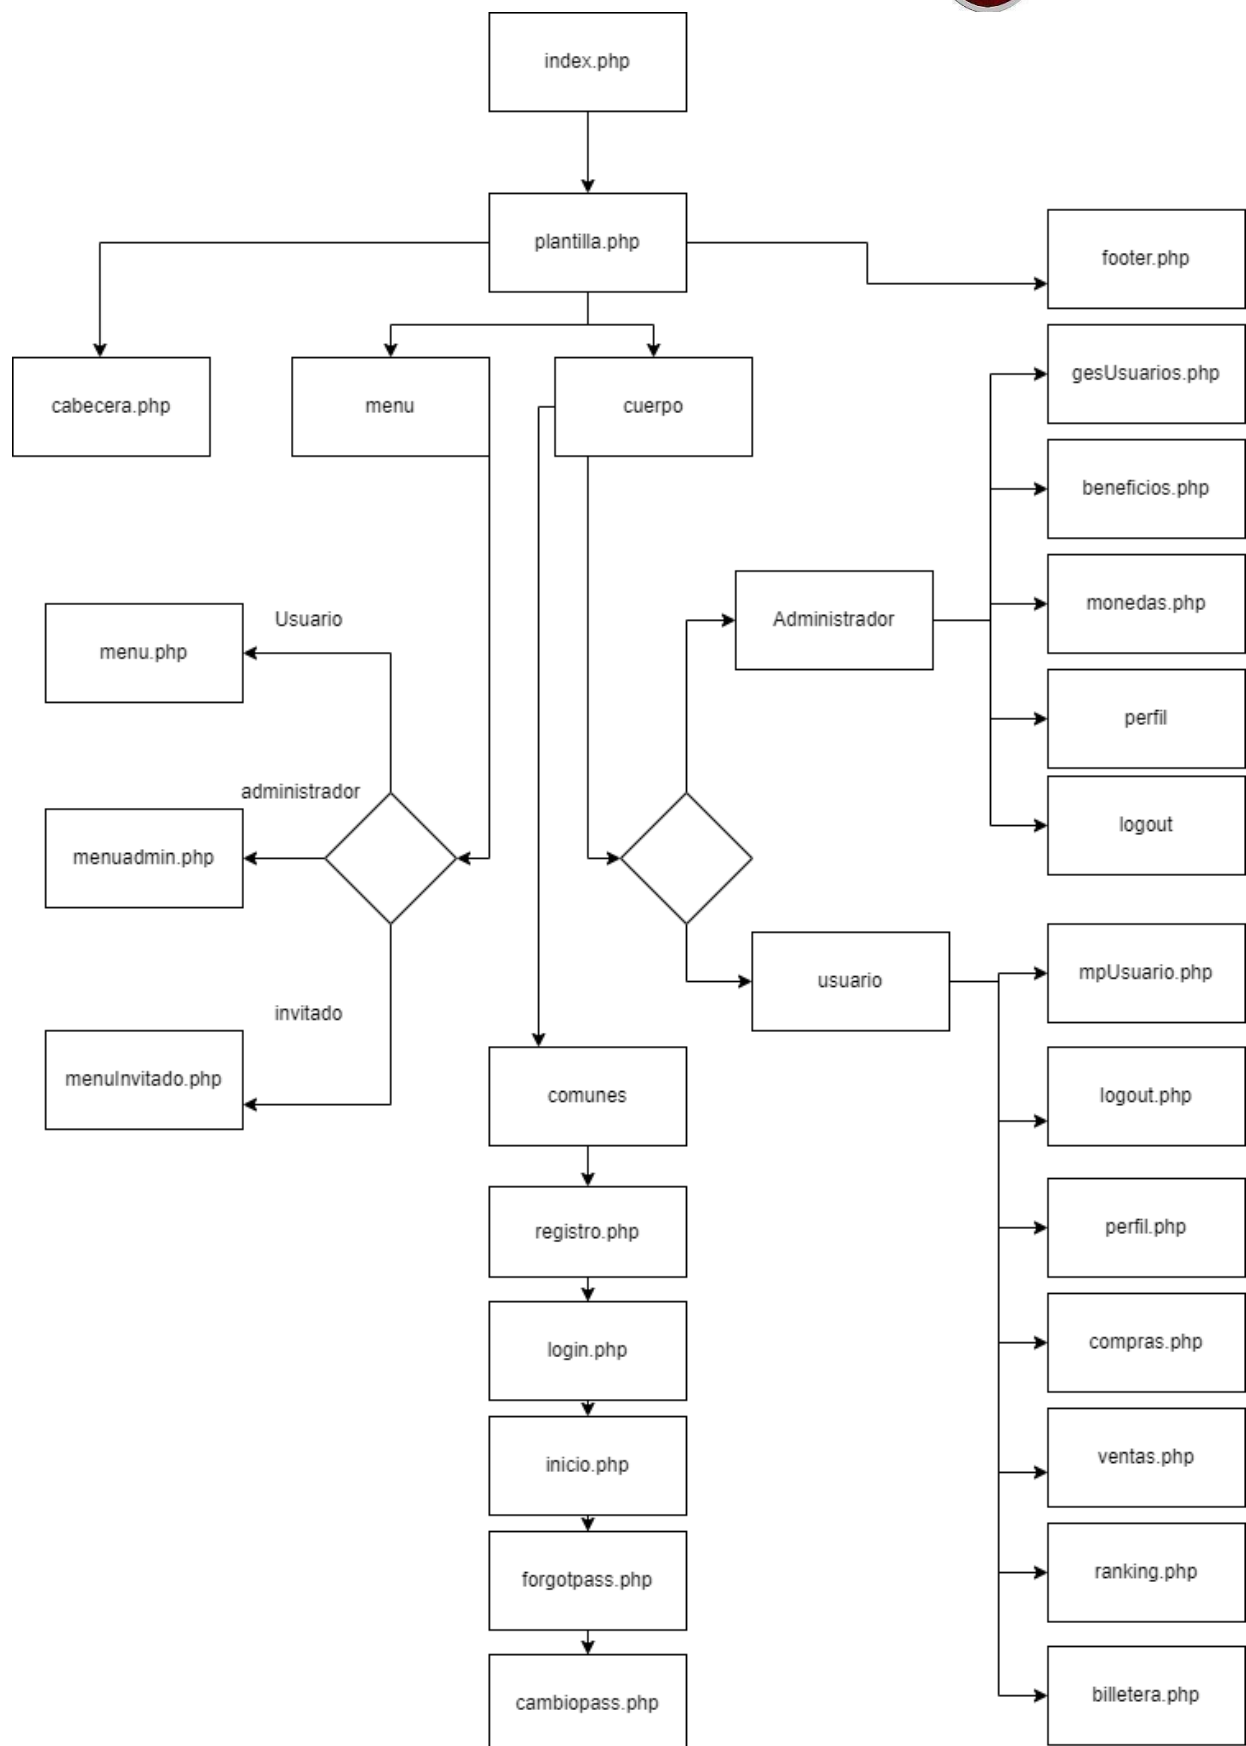 index.php
plantilla.php
footer.php
cabecera.php
menu
cuerpo
gesUsuarios.php
beneficios.php
monedas.php
perfil
logout
Administrador
Usuario
menu.php
administrador
menuadmin.php
invitado
menuInvitado.php
usuario
mpUsuario.php
logout.php
perfil.php
compras.php
ventas.php
ranking.php
billetera.php
comunes
registro.php
login.php
inicio.php
forgotpass.php
cambiopass.php